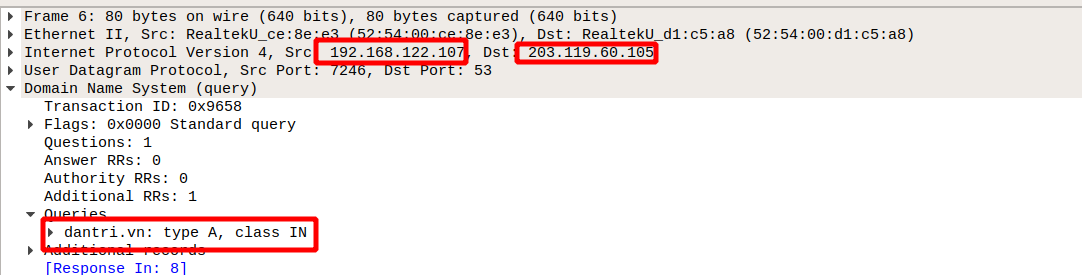 Frame 6: 80 bytes on wire (640 bits), 80 bytes captured (640 bits)
Ethernet II, Src: RealtekU_ce:8e:e3 (52:54:00:ce:8e:e3), Dst: RealtekU_d1:c5:a8 (52:54:00:d1:c5:a8)
Internet Protocol Version 4, Src: 192.168.122.107, Dst: 203.119.60.105
User Datagram Protocol, Src Port: 7246, Dst Port: 53
Domain Name System (query)
Transaction ID: 0x9658
Flags: 0x0000 Standard query
Questions: 1
Answer RRs: 0
Authority RRs: 0
Additional RRs: 1
Queries
dantri.vn: type A, class IN
Additional records
[Response In: 8]